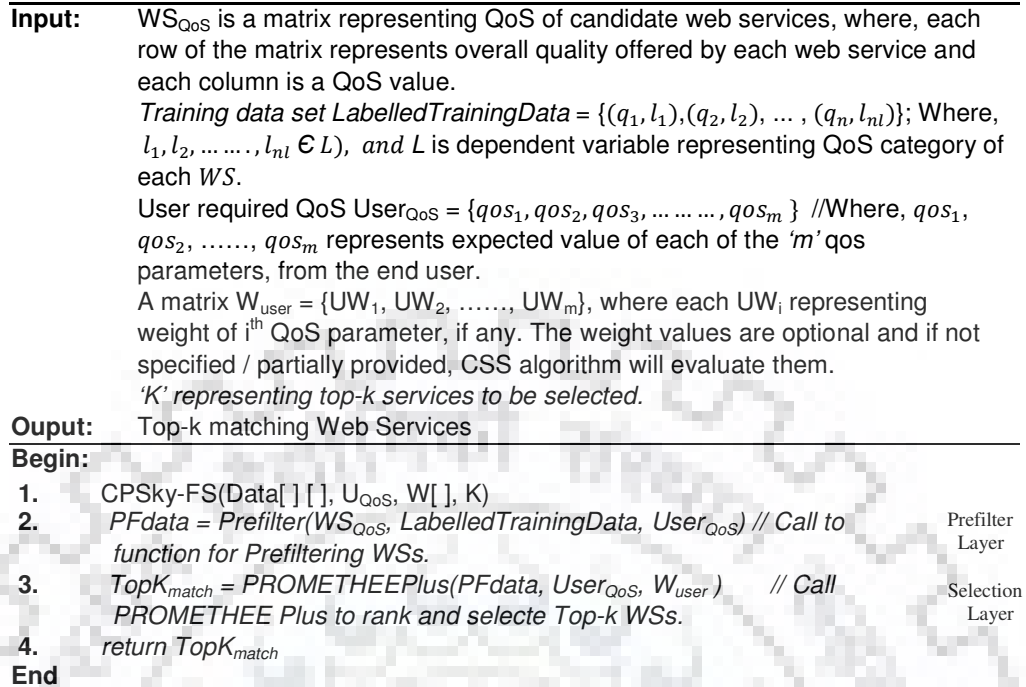 Input: WS_QoS is a matrix representing QoS of candidate web services, where, each
row of the matrix represents overall quality offered by each web service and
each column is a QoS value.
Training data set LabelledTrainingData = {(q₁, l₁),(q₂, l₂), ... , (qₙ, l_nl)}; Where,
l₁, l₂, ... ... . , l_nl Є L), and L is dependent variable representing QoS category of
each WS.
User required QoS User_QoS = {qos₁, qos₂, qos₃, ... ... ... , qos_m } //Where, qos₁,
qos₂, ……, qos_m represents expected value of each of the ‘m’ qos
parameters, from the end user.
A matrix W_user = {UW₁, UW₂, ……, UW_m}, where each UW_i representing
weight of i^th QoS parameter, if any. The weight values are optional and if not
specified / partially provided, CSS algorithm will evaluate them.
‘K’ representing top-k services to be selected.
Ouput: Top-k matching Web Services
Begin:
1. CPSky-FS(Data[ ] [ ], U_QoS, W[ ], K)
2. PFdata = Prefilter(WS_QoS, LabelledTrainingData, User_QoS) // Call to Prefilter
function for Prefiltering WSs. Layer
3. TopK_match = PROMETHEEPlus(PFdata, User_QoS, W_user ) // Call Selection
PROMETHEE Plus to rank and selecte Top-k WSs. Layer
4. return TopK_match
End